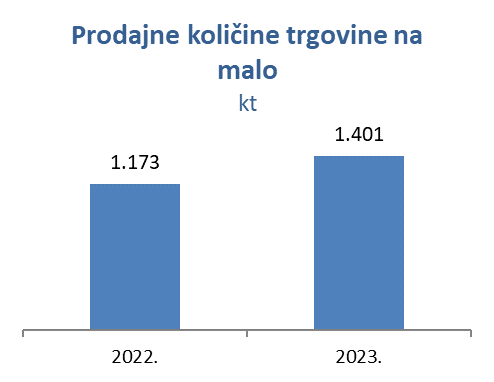 Prodajne količine trgovine na
malo
kt
1.173
1.401
2022.
2023.